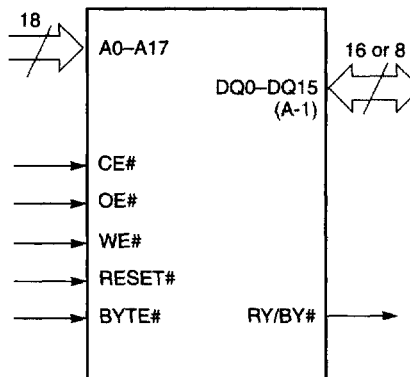 18
A0–A17
16 or 8
DQ0–DQ15
(A-1)
CE#
OE#
WE#
RESET#
BYTE#
RY/BY#